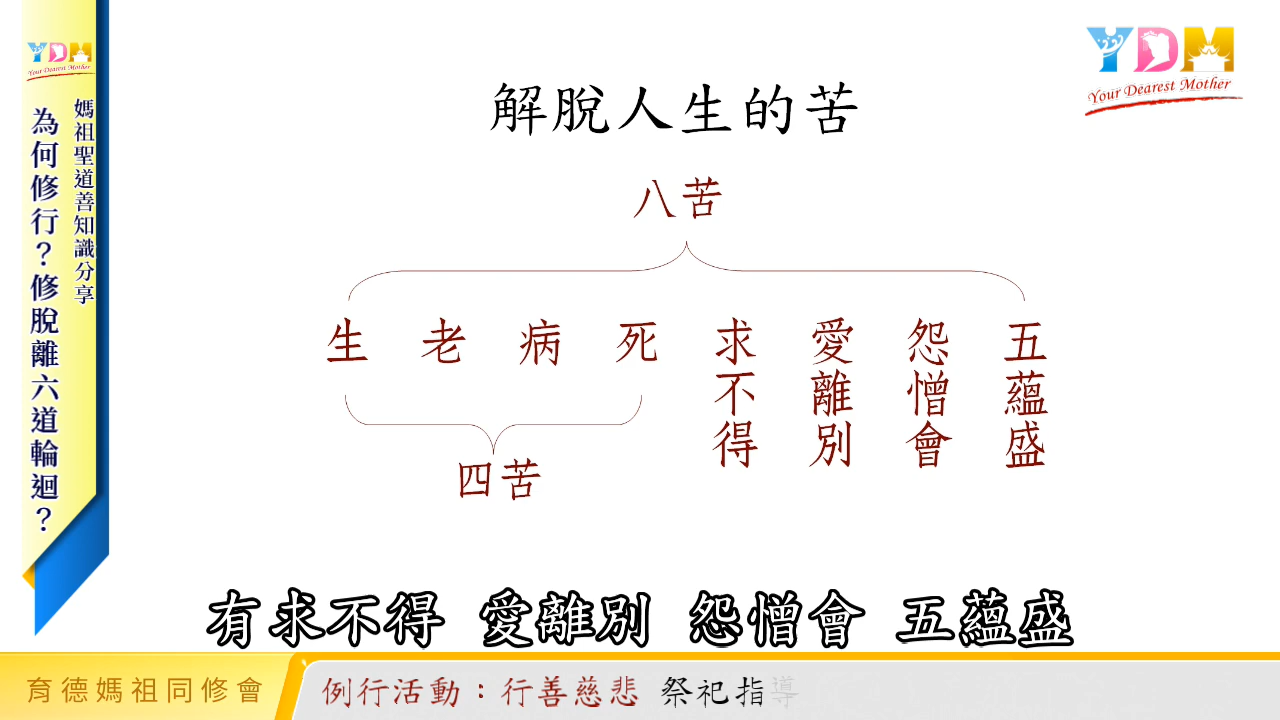 YDM
Your Dearest Mother
媽祖聖道善知識分享
為何修行？修脫離六道輪迴？
YDM
Your Dearest Mother
解脫人生的苦
八苦
生 老 病 死 求不得 愛離別 怨憎會 五蘊盛
四苦
有求不得 愛離別 怨憎會 五蘊盛
育德媽祖同修會
例行活動：行善慈悲 祭祀指導